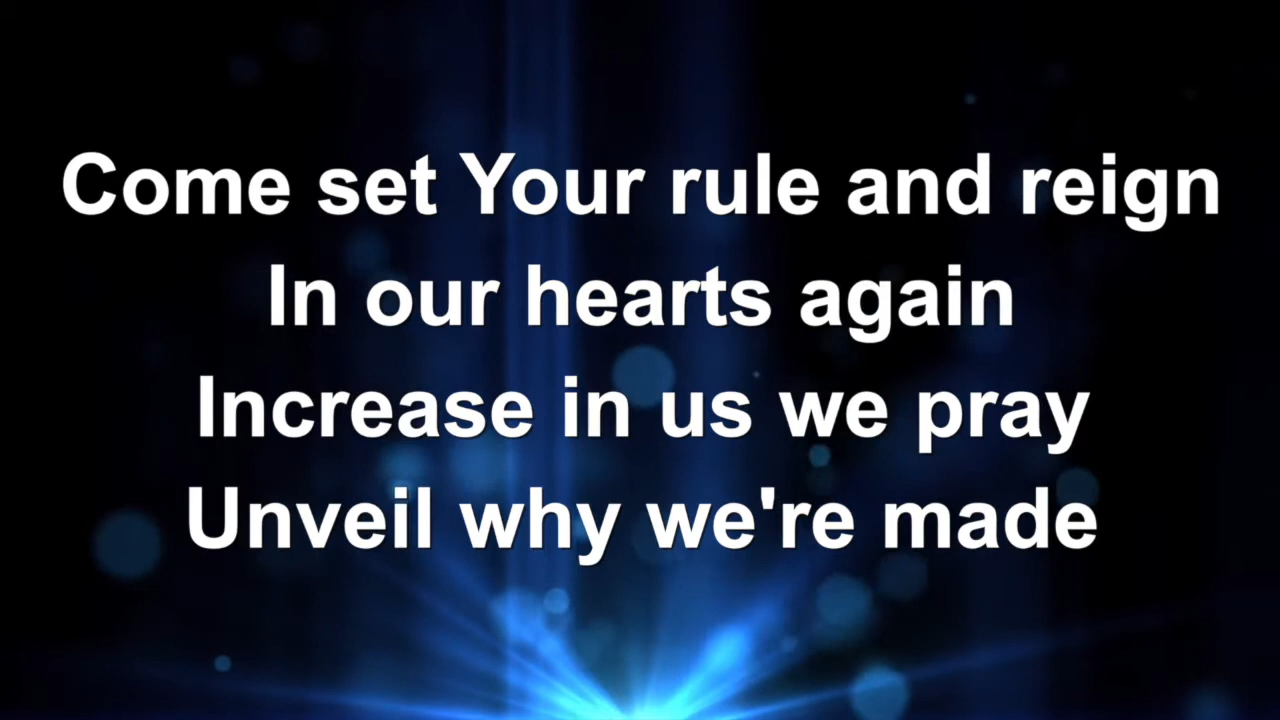 Come set Your rule and reign
In our hearts again
Increase in us we pray
Unveil why we're made